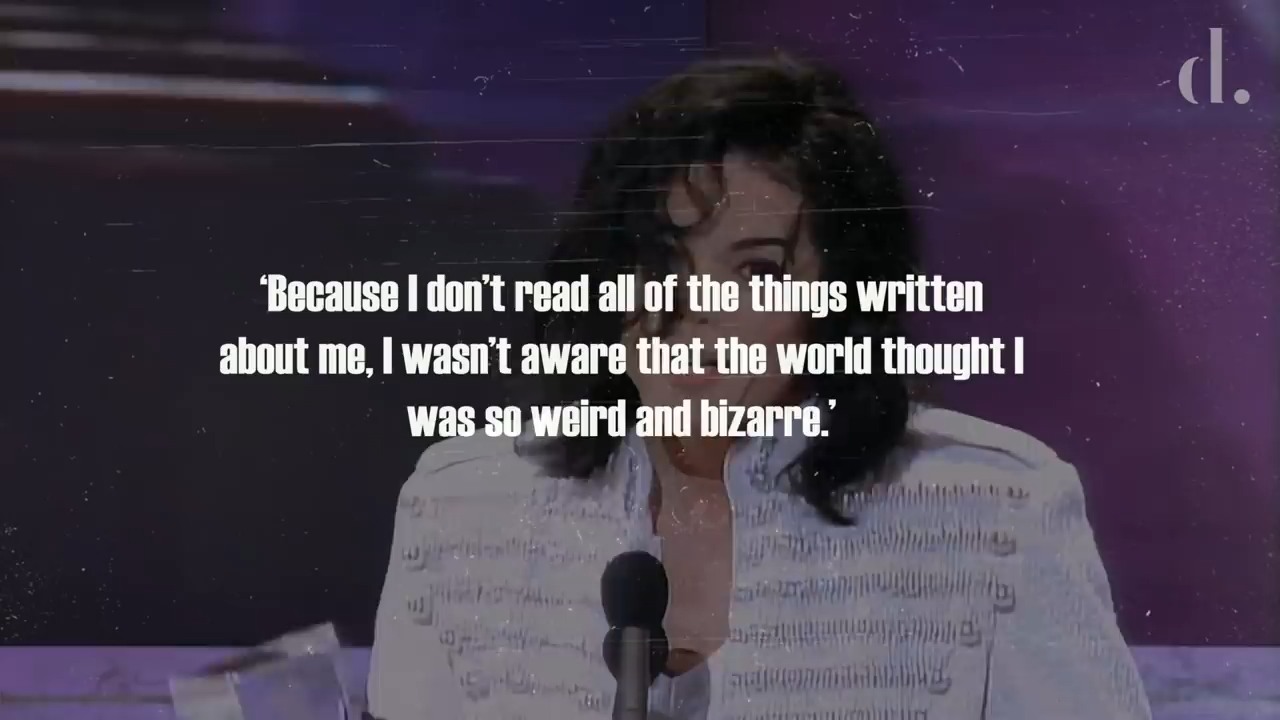 d.
‘Because I don’t read all of the things written
about me, I wasn’t aware that the world thought I
was so weird and bizarre.’